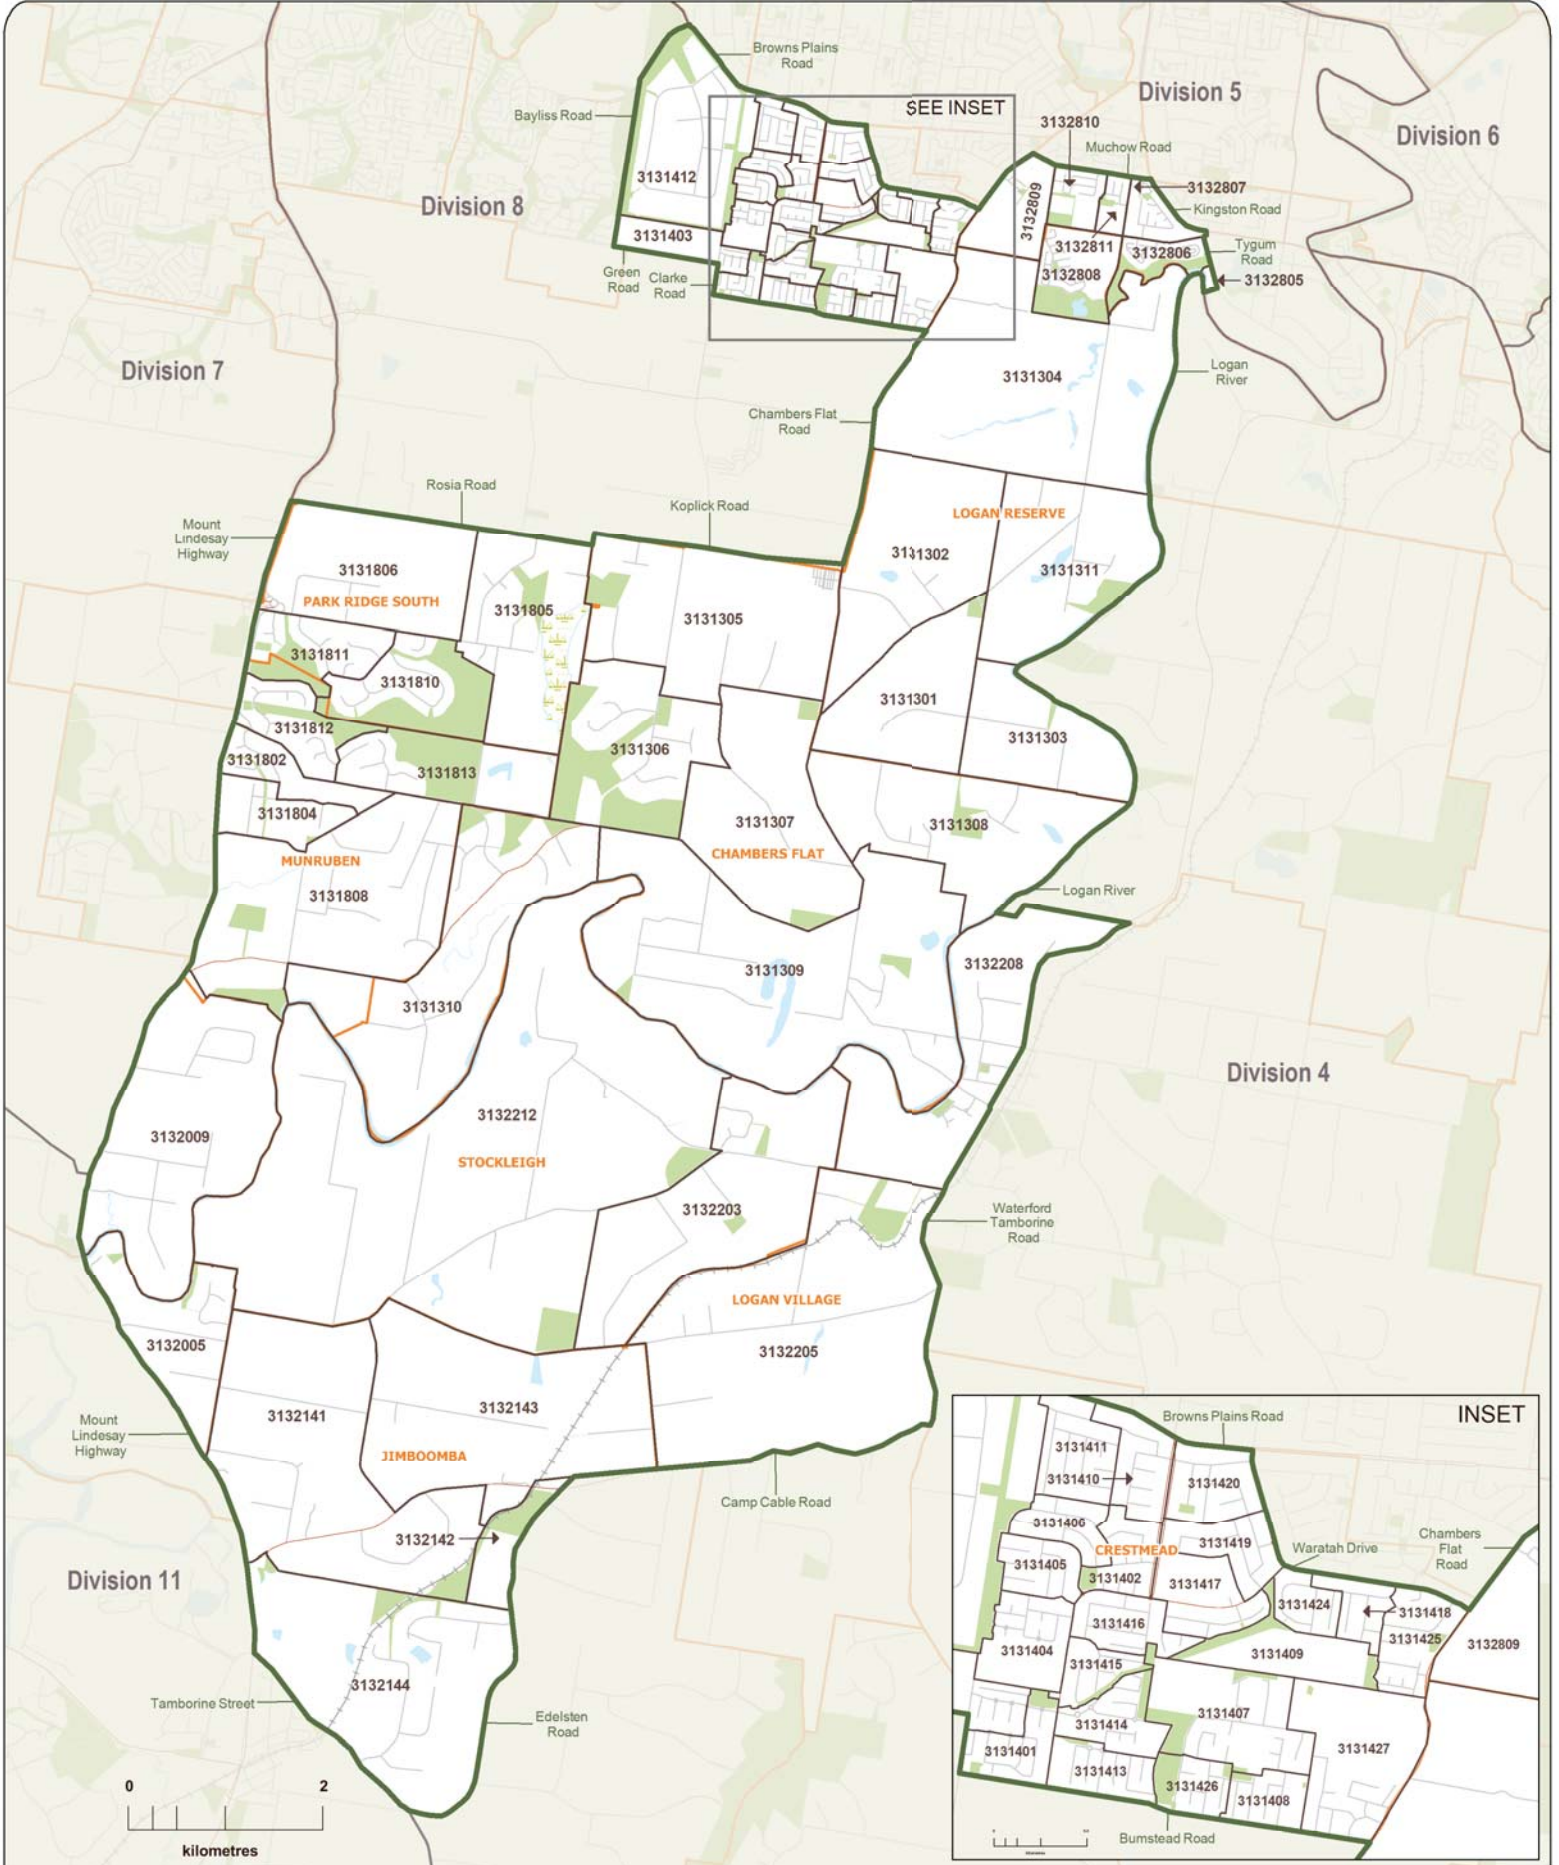 Browns Plains
Road
Division 5
SEE INSET
Bayliss Road
3132810
Division 6
Muchow Road
3131412
3132807
Division 8
3132809
Kingston Road
3131403
3132811
3132806
Tygum
Road
Green
Road
Clarke
Road
3132808
3132805
Division 7
3131304
Logan
River
Chambers Flat
Road
Rosia Road
Koplick Road
LOGAN RESERVE
Mount
Lindesay
Highway
3131302
3131806
3131311
PARK RIDGE SOUTH
3131805
3131305
3131811
3131810
3131301
3131812
3131303
3131306
3131802
3131813
3131804
3131307
3131308
CHAMBERS FLAT
MUNRUBEN
3131808
Logan River
3131309
3132208
3131310
Division 4
3132212
3132009
STOCKLEIGH
3132203
Waterford
Tamborine
Road
LOGAN VILLAGE
3132005
3132205
3132141
3132143
Mount
Lindesay
Highway
JIMBOOMBA
Camp Cable Road
3132142
Division 11
3132144
Tamborine Street
Edelsten
Road
0 2
kilometres
INSET
Browns Plains Road
3131411
3131410
3131420
3131406
3131419
Chambers
Flat
Road
CRESTMEAD
Waratah Drive
3131405
3131402
3131417
3131424
3131418
3131416
3131425
3132809
3131404
3131409
3131415
3131407
3131414
3131427
3131401
3131413
3131426
3131408
Bumstead Road